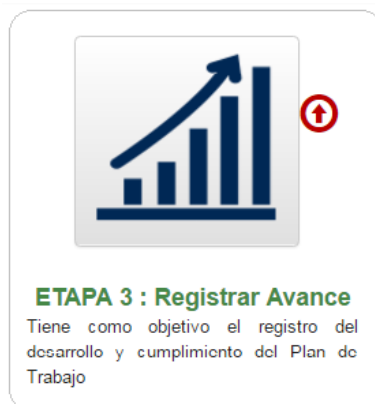 ETAPA 3 : Registrar Avance
Tiene como objetivo el registro del
desarrollo y cumplimiento del Plan de
Trabajo